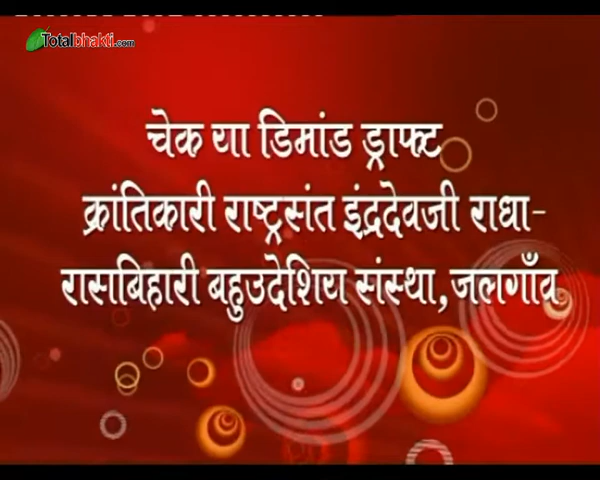 Totalbhakti.com
चेक या डिमांड ड्राफ्ट
क्रांतिकारी राष्ट्रसंत इंद्रदेवजी राधा-
रासबिहारी बहुउदेशिय संस्था, जलगाँव